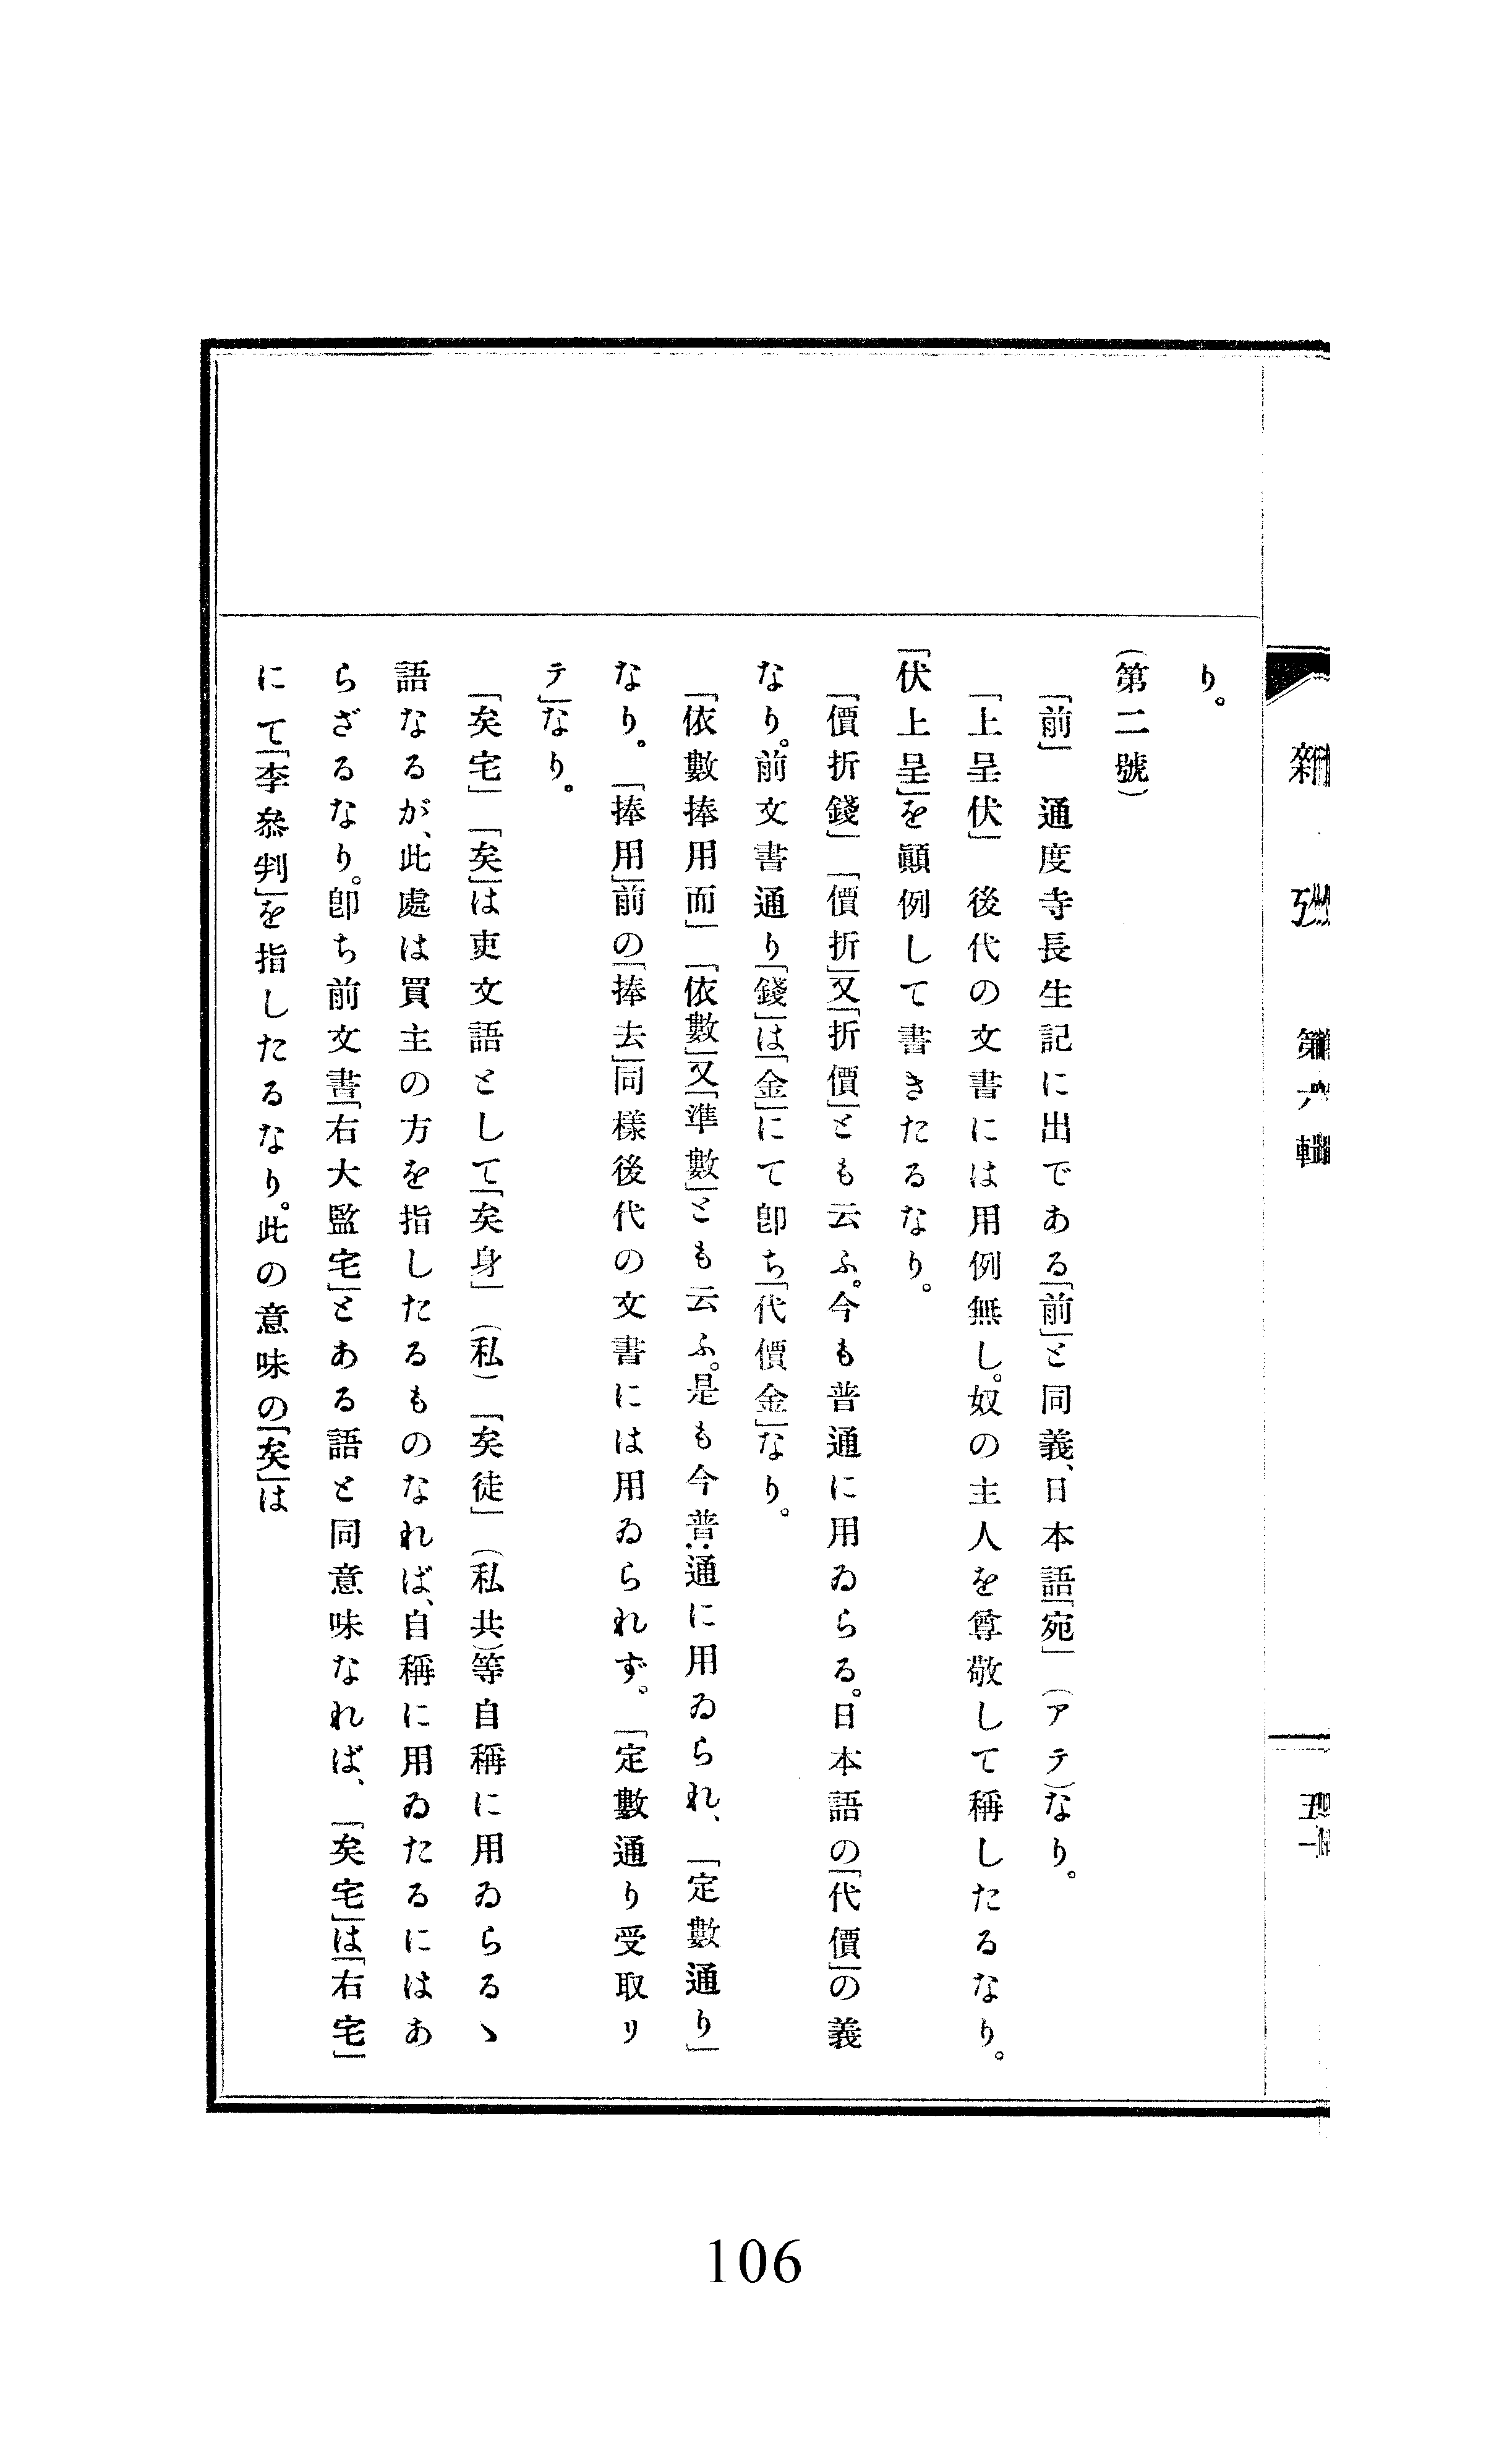 り。
（第二號）
「前」　通度寺長生記に出である「前」と同義、日本語「宛」（アテ）なり。
「上呈伏」　後代の文書には用例無し。奴の主人を尊敬して稱したるなり。
「伏上呈」を顚例して書きたるなり。
「價折錢」「價折」又「折價」とも云ふ。今も普通に用ゐらる。日本語の「代價」の義
なり。前文書通り「錢」は「金」にて卽ち「代價金」なり。
「依數捧用而」「依數」又「準數」とも云ふ。是も今普通に用ゐられ、「定數通り」
なり。「捧用」前の「捧去」同樣後代の文書には用ゐられず。「定數通り受取リ
テ」なり。
「矣宅」「矣」は吏文語として「矣身」（私）「矣徒」（私共）等自稱に用ゐらるゝ
語なるが、此處は買主の方を指したるものなれば、自稱に用ゐたるにはあ
らざるなり。卽ち前文書「右大監宅」とある語と同意味なれば、「矣宅」は「右宅」
にて「李叅判」を指したるなり。此の意味の「矣」は
第六輯
106